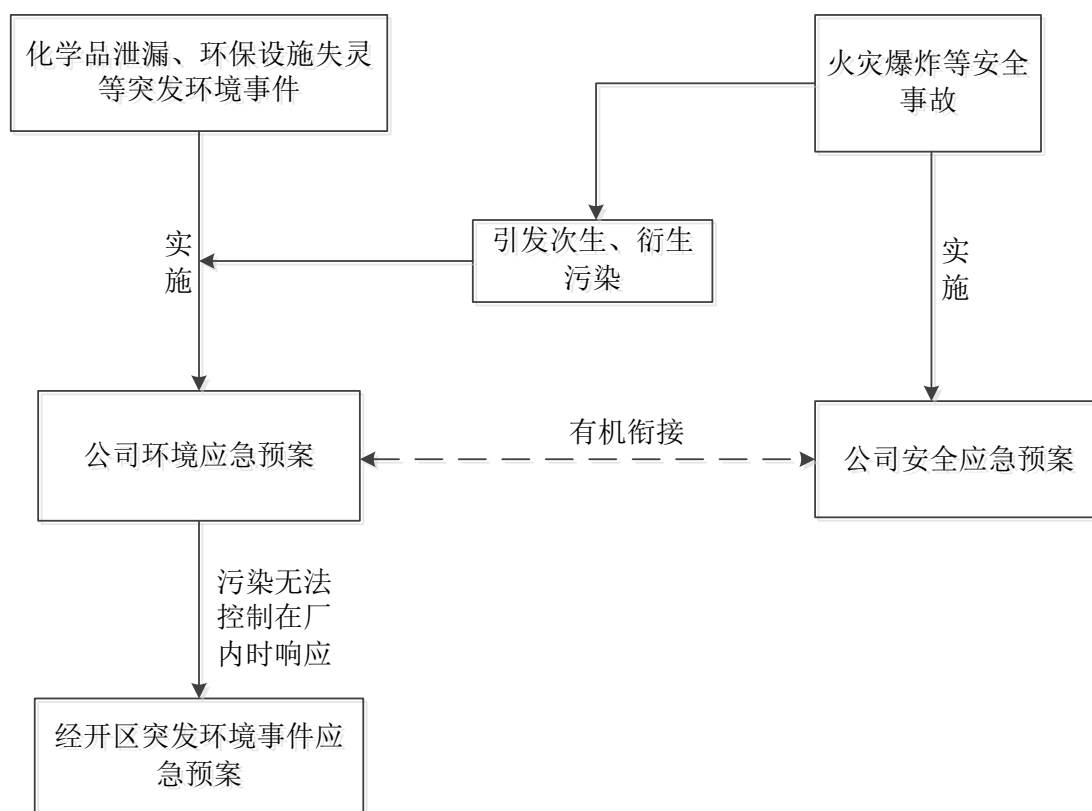 化学品泄漏、环保设施失灵
等突发环境事件
火灾爆炸等安全
事故
引发次生、衍生
污染
实
施
实
施
公司环境应急预案
有机衔接
公司安全应急预案
污染无法
控制在厂
内时响应
经开区突发环境事件应
急预案